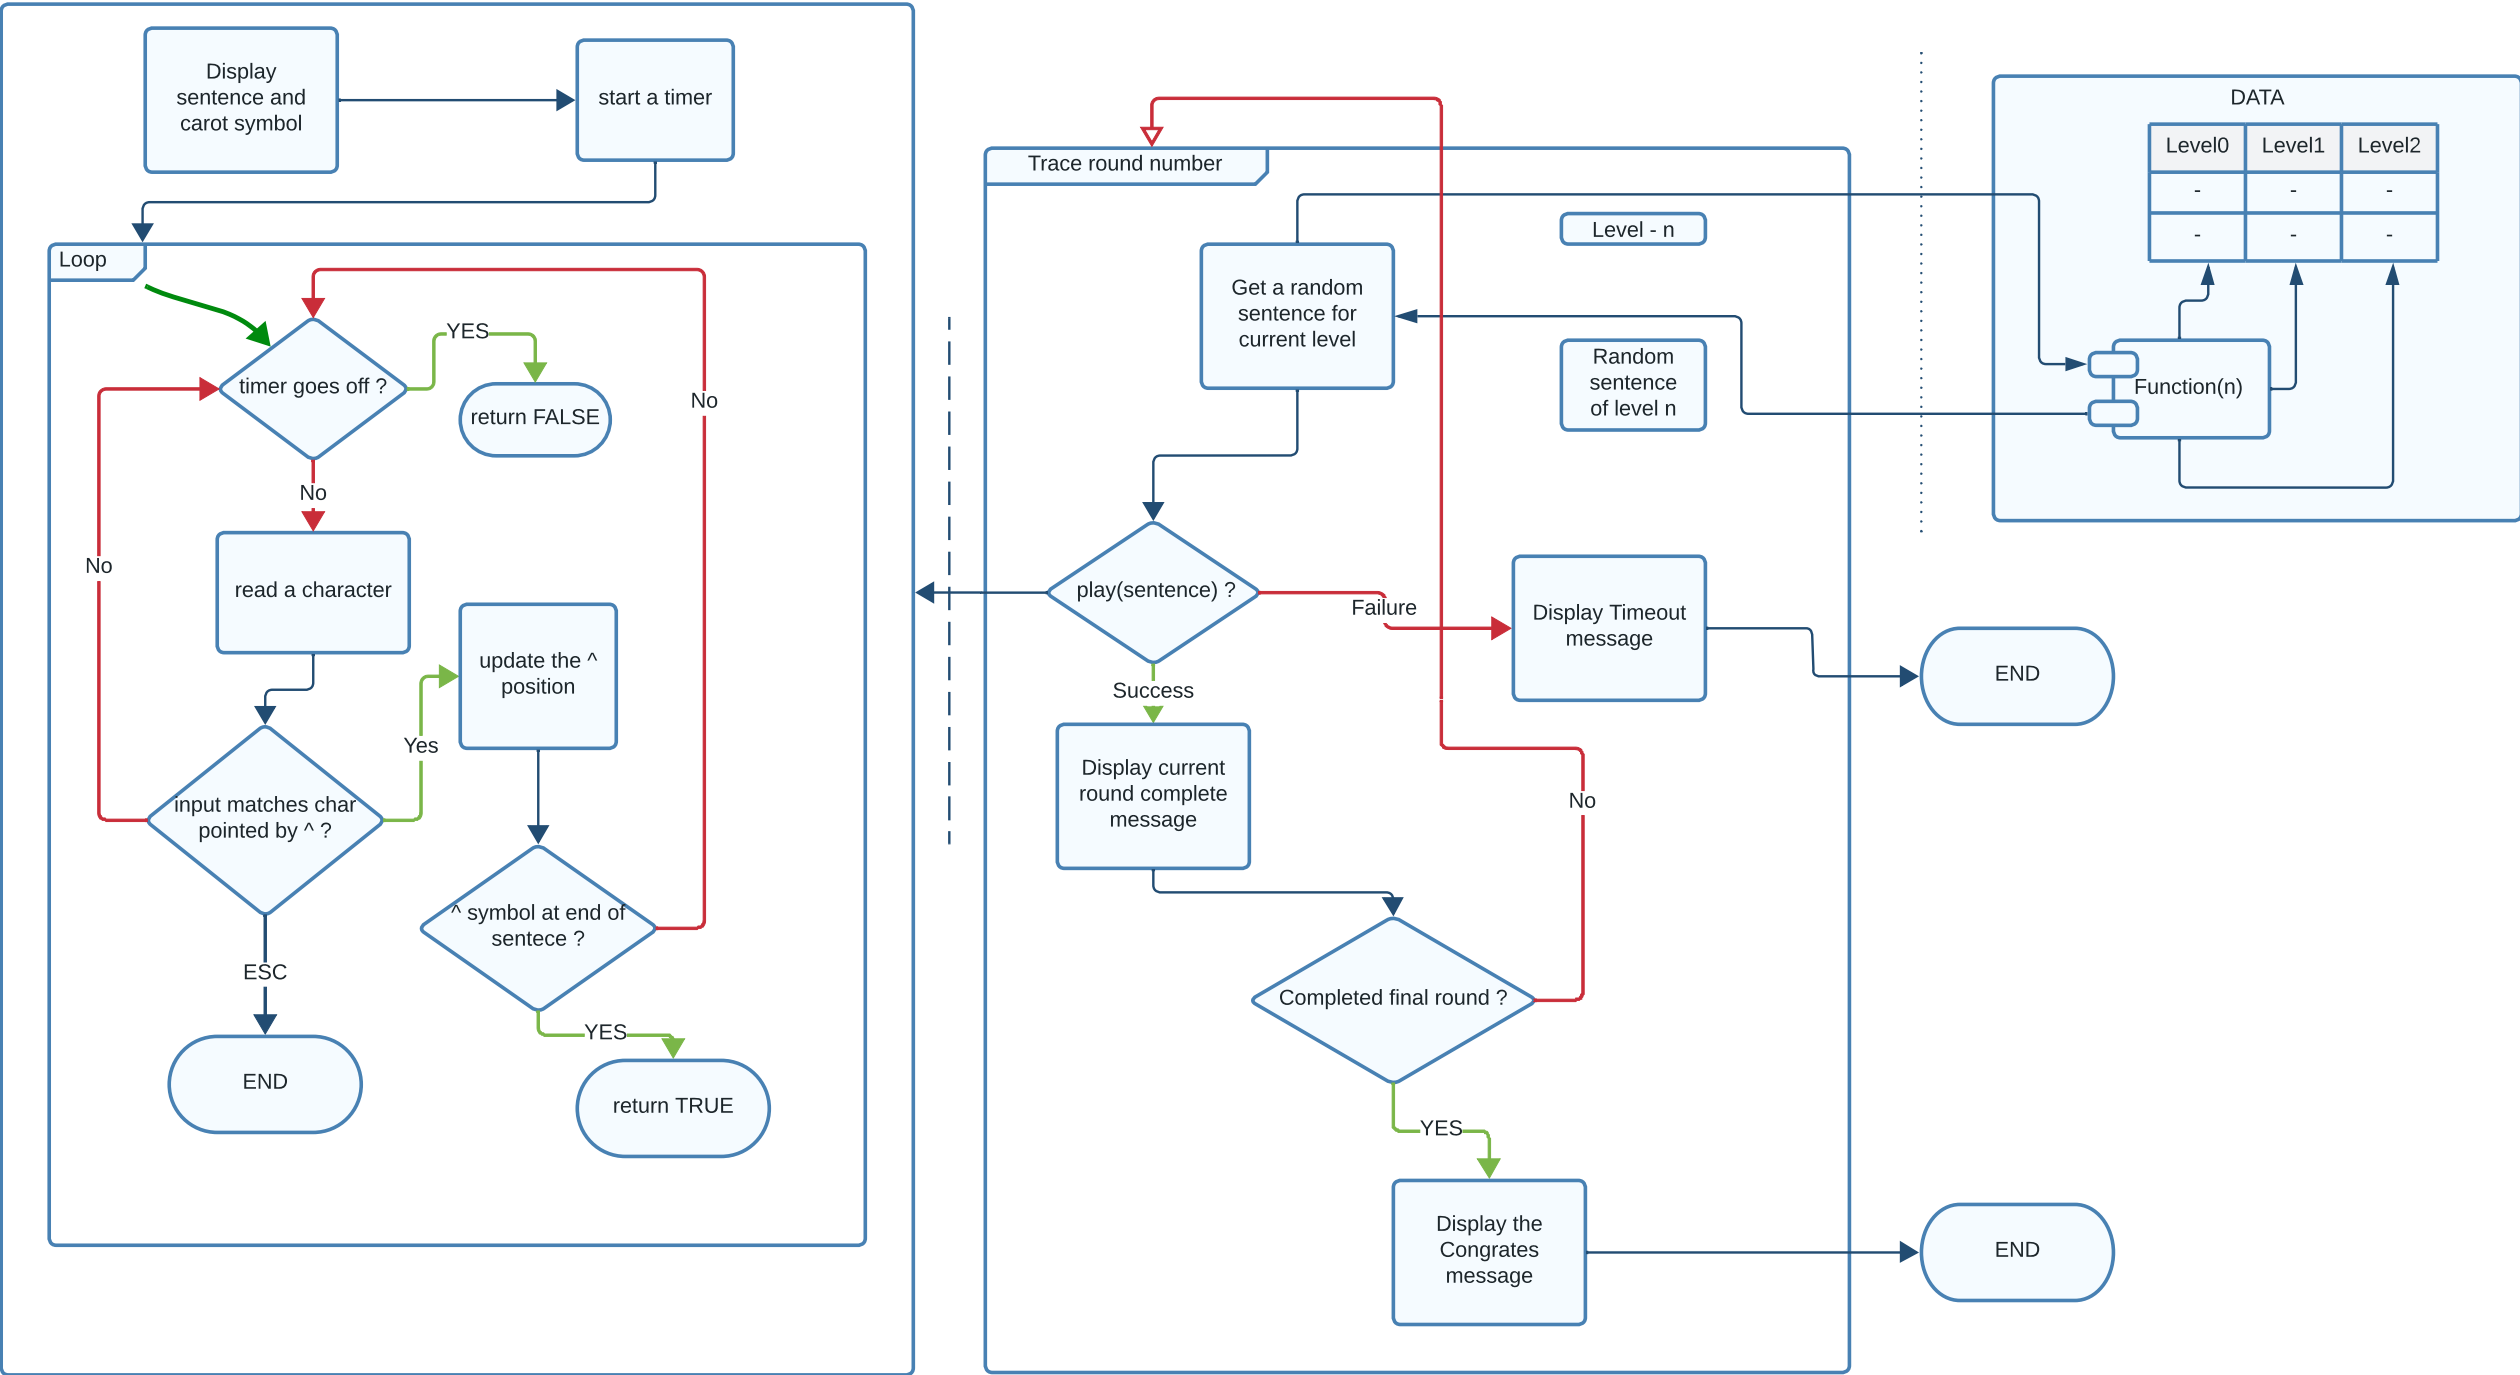 Display
sentence and
carot symbol
start a timer
Loop
timer goes off ?
YES
return FALSE
No
No
No
read a character
update the ^
position
Yes
input matches char
pointed by ^ ?
^ symbol at end of
sentece ?
ESC
END
YES
return TRUE
Trace round number
Level - n
Get a random
sentence for
current level
Random
sentence
of level n
play(sentence) ?
Failure
Display Timeout
message
END
Success
Display current
round complete
message
No
Completed final round ?
YES
Display the
Congrates
message
END
DATA
Level0 Level1 Level2
- - -
- - -
Function(n)